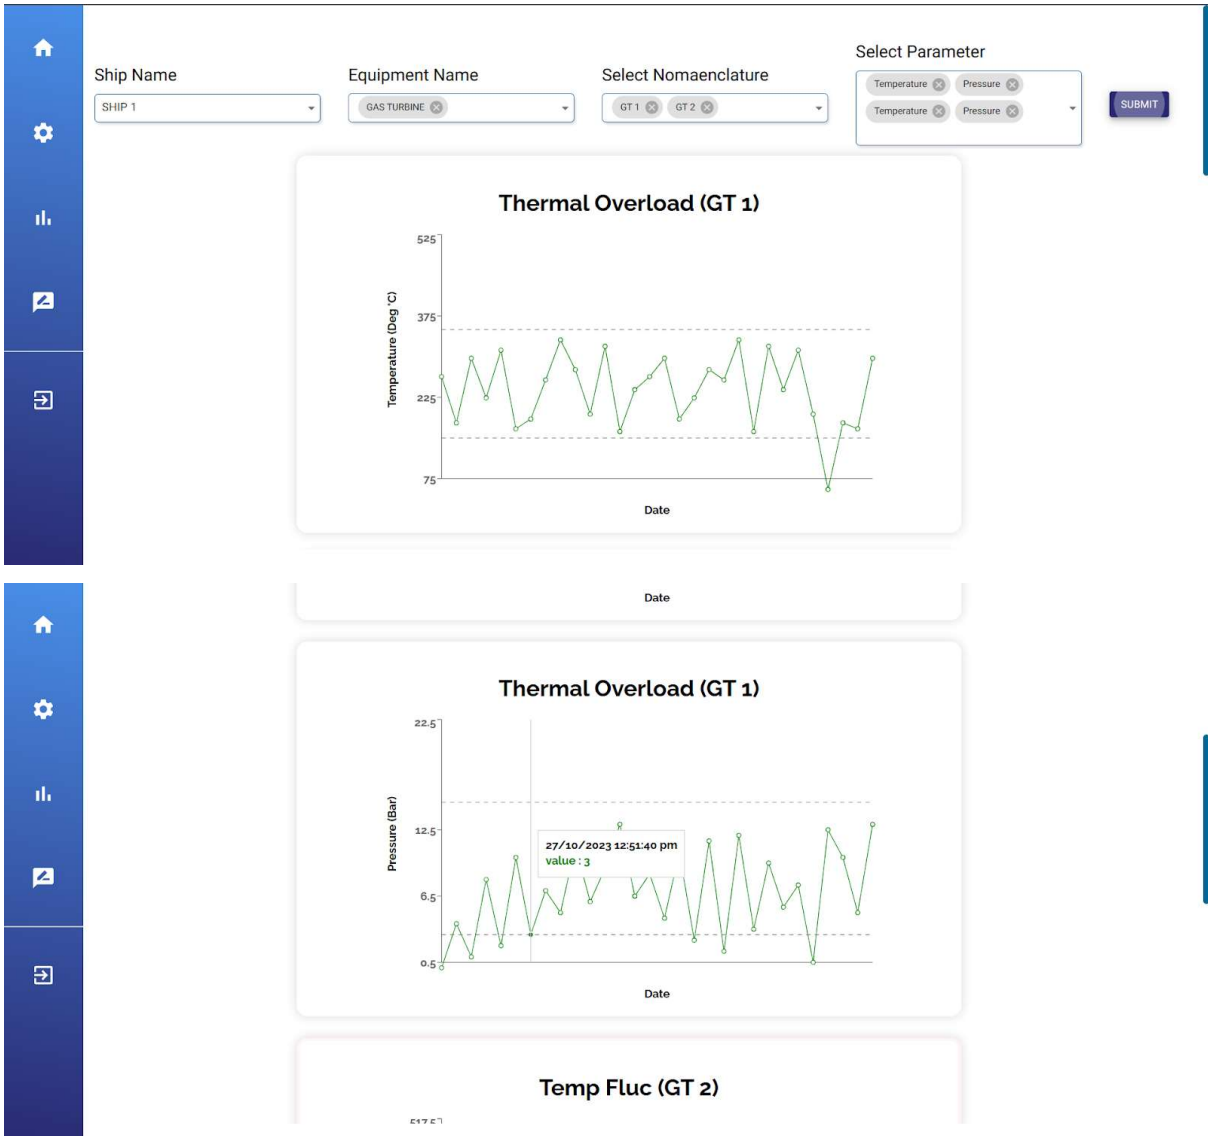 Ship Name
SHIP 1
Equipment Name
GAS TURBINE
Select Nomaenclature
GT 1 GT 2
Select Parameter
Temperature Pressure
Temperature Pressure
SUBMIT
Thermal Overload (GT 1)
525
375
225
75
Temperature (Deg °C)
Date
Date
Thermal Overload (GT 1)
22.5
12.5
6.5
0.5
Pressure (Bar)
27/10/2023 12:51:40 pm
value : 3
Date
Temp Fluc (GT 2)
517.5